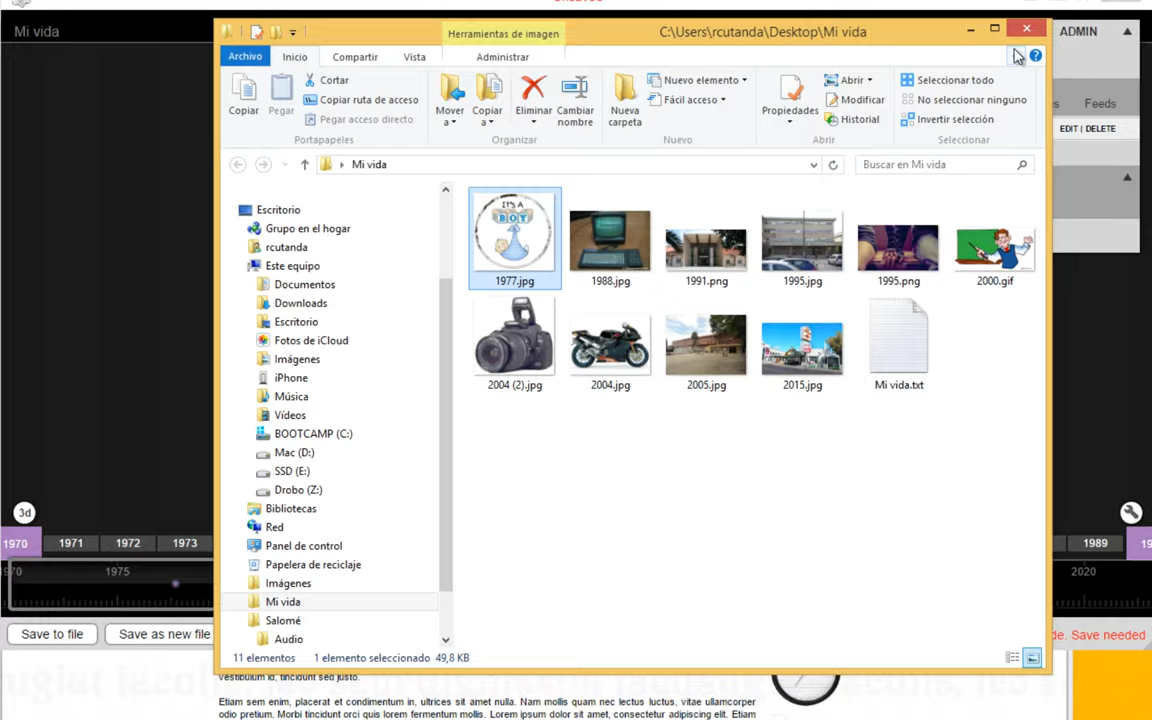 Unsaved
Mi vida
Herramientas de imagen
C:\Users\rcutanda\Desktop\Mi vida
ADMIN
Archivo
Inicio
Compartir
Vista
Administrar
Copiar
Pegar
Cortar
Copiar ruta de acceso
Pegar acceso directo
Portapapeles
Mover a
Copiar a
Eliminar
Cambiar nombre
Organizar
Nueva carpeta
Nuevo elemento
Fácil acceso
Nuevo
Propiedades
Abrir
Modificar
Historial
Abrir
Seleccionar todo
No seleccionar ninguno
Invertir selección
Seleccionar
Feeds
EDIT | DELETE
Mi vida
Buscar en Mi vida
Escritorio
Grupo en el hogar
rcutanda
Este equipo
Documentos
Downloads
Escritorio
Fotos de iCloud
Imágenes
iPhone
Música
Vídeos
BOOTCAMP (C:)
Mac (D:)
SSD (E:)
Drobo (Z:)
Bibliotecas
Red
Panel de control
Papelera de reciclaje
Imágenes
Mi vida
Salomé
Audio
IT'S A
BOY
1977.jpg
1988.jpg
1991.png
1995.jpg
1995.png
2000.gif
2004 (2).jpg
2004.jpg
2005.jpg
2015.jpg
Mi vida.txt
11 elementos
1 elemento seleccionado 49,8 KB
3d
1970
1971
1972
1973
1989
1975
2020
Save to file
Save as new file
Save needed
vestibulum id, tincidunt sed justo.
Etiam sem enim, placerat et condimentum in, ultrices sit amet nulla. Nam mollis quam nec lectus luctus, vitae ullamcorper
odio pretium. Morbi tincidunt orci quis lorem fermentum mollis. Lorem ipsum dolor sit amet, consectetur adipiscing elit. Etiam